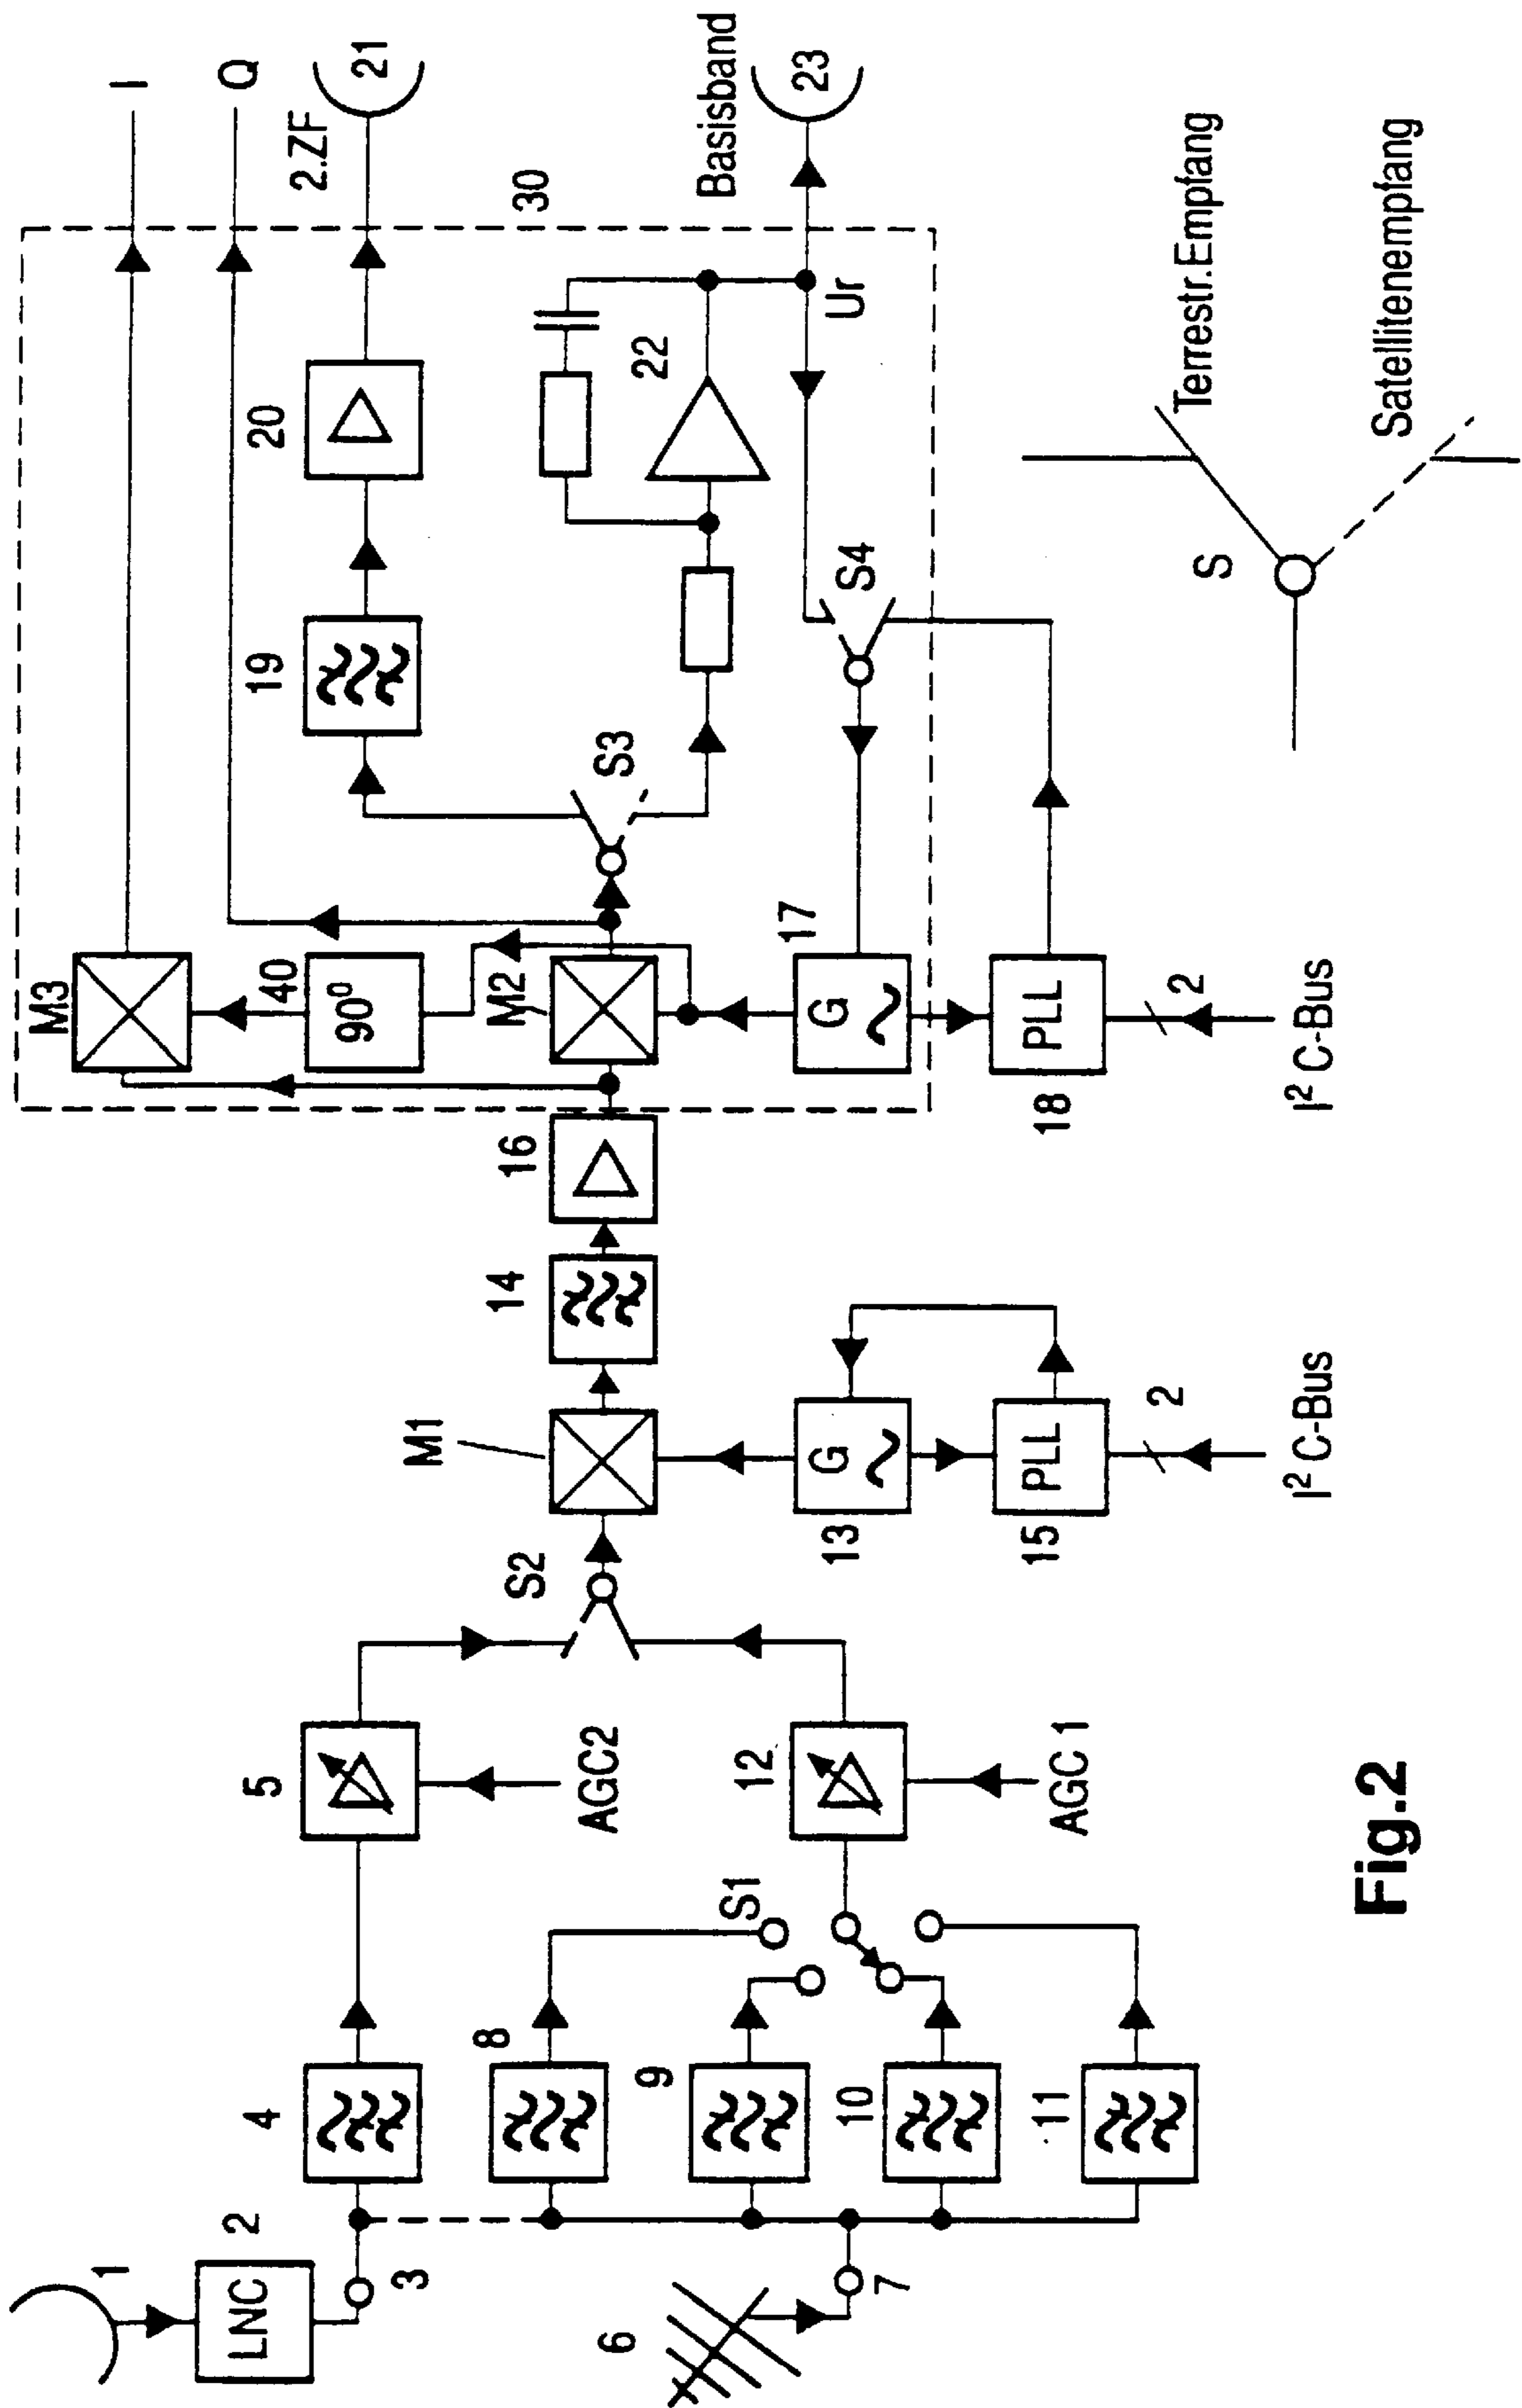 1
LNC
2
3
4
5
AGC2
6
7
8
9
10
11
S1
12
AGC 1
S2
M1
G
13
PLL
15
2
I² C-Bus
14
16
M3
40
90⁰
M2
G
17
PLL
18
2
I² C-Bus
S3
19
20
22
S4
Ur
30
I
Q
2.ZF
21
Basisband
23
S
Terrestr.Empfang
Satellitenempfang
Fig.2